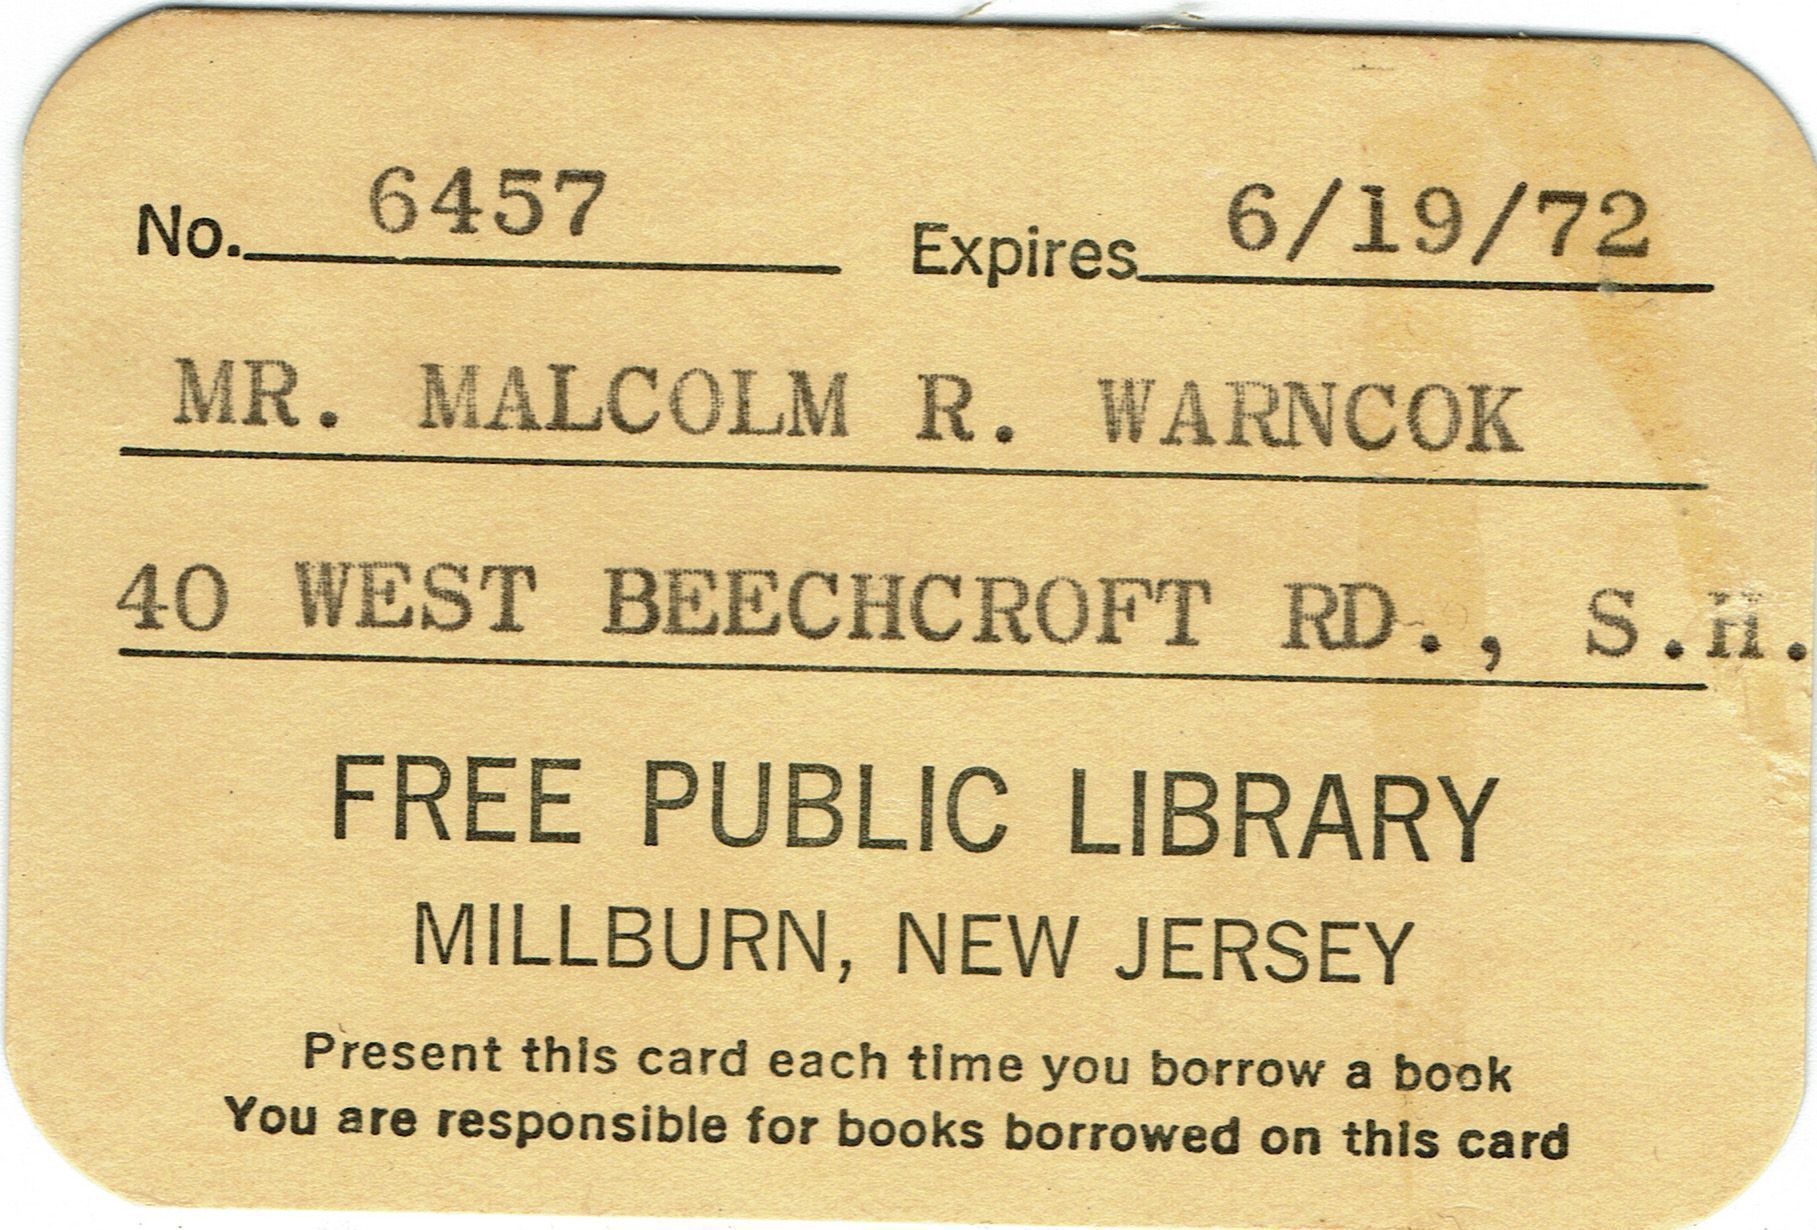 No. 6457 Expires 6/19/72
MR. MALCOLM R. WARNCOK
40 WEST BEECHCROFT RD., S.H.
FREE PUBLIC LIBRARY
MILLBURN, NEW JERSEY
Present this card each time you borrow a book
You are responsible for books borrowed on this card